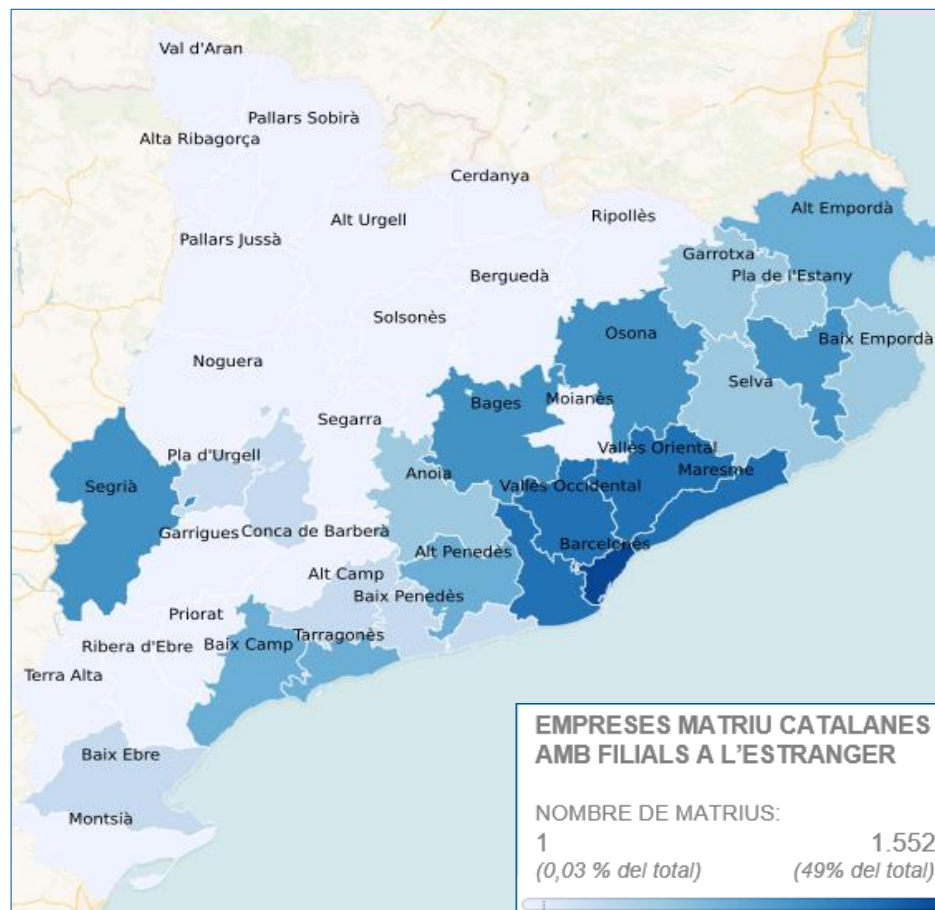 Val d'Aran
Pallars Sobirà
Alta Ribagorça
Cerdanya
Alt Urgell
Ripollès
Alt Empordà
Pallars Jussà
Garrotxa
Pla de l'Estany
Berguedà
Solsonès
Osona
Baix Empordà
Noguera
Selva
Bages
Moianès
Segarra
Vallès Oriental
Pla d'Urgell
Anoia
Maresme
Segrià
Vallès Occidental
Garrigues
Conca de Barberà
Barcelonès
Alt Penedès
Alt Camp
Baix Penedès
Priorat
Tarragonès
Ribera d'Ebre
Baix Camp
Terra Alta
Baix Ebre
Montsià
EMPRESES MATRIU CATALANES
AMB FILIALS A L'ESTRANGER
NOMBRE DE MATRIUS:
1 1.552
(0,03 % del total) (49% del total)